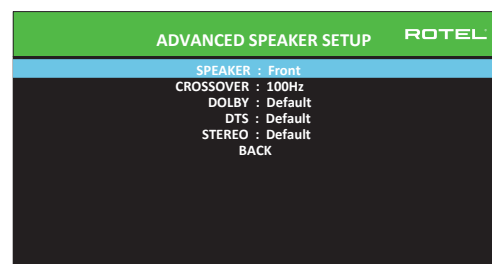 ADVANCED SPEAKER SETUP ROTEL
SPEAKER : Front
CROSSOVER : 100Hz
DOLBY : Default
DTS : Default
STEREO : Default
BACK